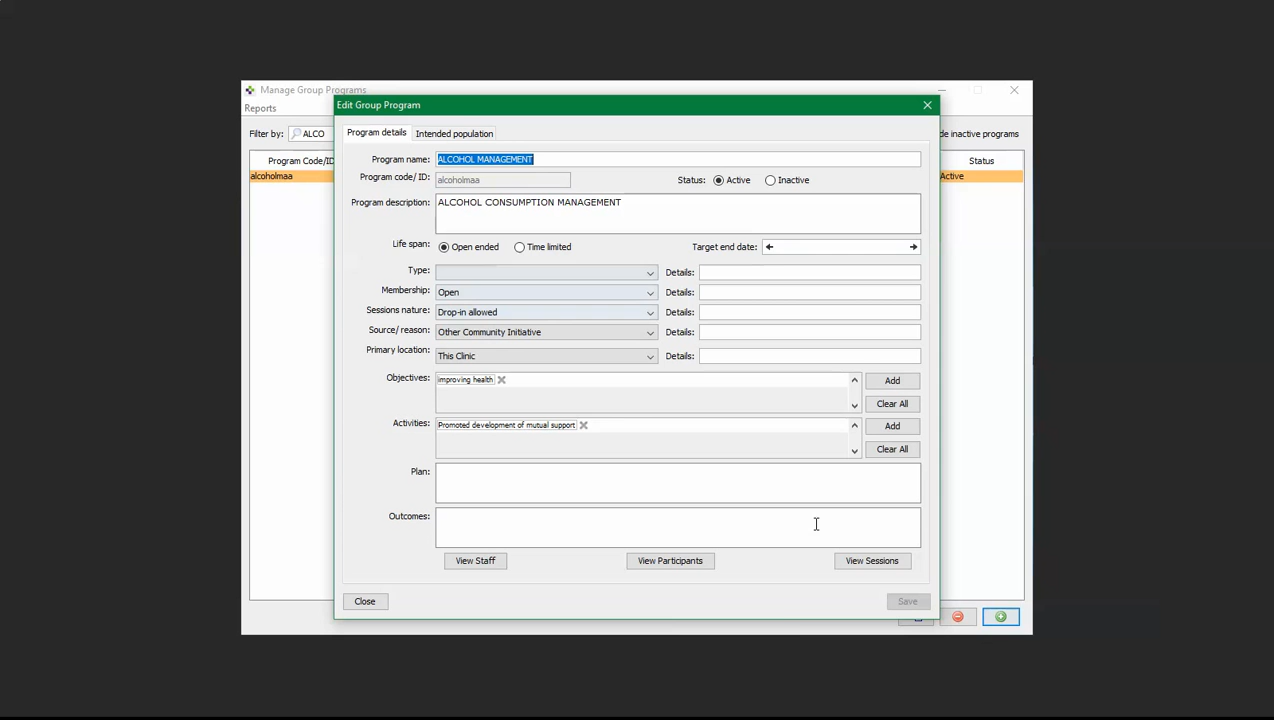 Manage Group Programs
Edit Group Program
Reports
Filter by: ALCO
de inactive programs
Program details Intended population
Program Code/ID
Status
Program name: ALCOHOL MANAGEMENT
alcoholmaa
Active
Program code/ ID: alcoholmaa
Status: Active Inactive
Program description: ALCOHOL CONSUMPTION MANAGEMENT
Life span: Open ended Time limited
Target end date:
Type: Details:
Membership: Open Details:
Sessions nature: Drop-in allowed Details:
Source/ reason: Other Community Initiative Details:
Primary location: This Clinic Details:
Objectives: improving health Add
Clear All
Activities: Promoted development of mutual support Add
Clear All
Plan:
Outcomes:
View Staff View Participants View Sessions
Close Save